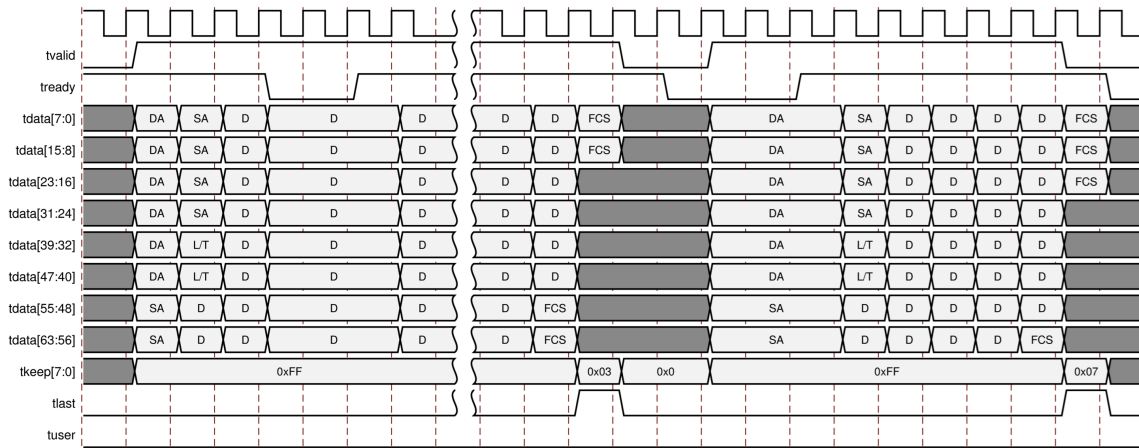 tvalid
tready
tdata[7:0] DA SA D D D D D FCS DA SA D D D D FCS
tdata[15:8] DA SA D D D D D FCS DA SA D D D D FCS
tdata[23:16] DA SA D D D D D DA SA D D D D FCS
tdata[31:24] DA SA D D D D D DA SA D D D D
tdata[39:32] DA L/T D D D D D DA L/T D D D D
tdata[47:40] DA L/T D D D D D DA L/T D D D D
tdata[55:48] SA D D D D D FCS SA D D D D D
tdata[63:56] SA D D D D D FCS SA D D D D FCS
tkeep[7:0] 0xFF 0x03 0x0 0xFF 0x07
tlast
tuser